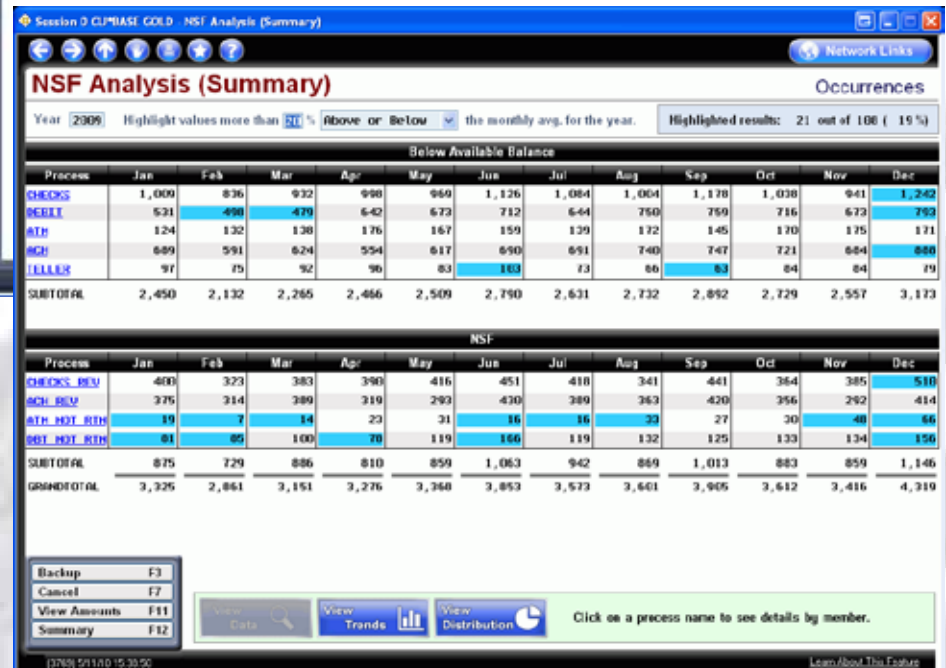 Session 0 CU*BASE GOLD - NSF Analysis (Summary)
Network Links
NSF Analysis (Summary) Occurrences
Year 2009 Highlight values more than 20 % Above or Below the monthly avg. for the year. Highlighted results: 21 out of 108 ( 19 %)
Below Available Balance
Process Jan Feb Mar Apr May Jun Jul Aug Sep Oct Nov Dec
CHECKS 1,009 836 932 998 969 1,126 1,084 1,004 1,178 1,038 941 1,242
DEBIT 531 498 479 642 673 712 644 750 759 716 673 793
ATM 124 132 138 176 167 159 139 172 145 170 175 171
ACH 689 591 624 554 617 690 691 740 747 721 684 888
TELLER 97 75 92 96 83 103 73 66 63 84 84 79
SUBTOTAL 2,450 2,132 2,265 2,466 2,509 2,790 2,631 2,732 2,892 2,729 2,557 3,173
NSF
Process Jan Feb Mar Apr May Jun Jul Aug Sep Oct Nov Dec
CHECKS REV 400 323 383 390 416 451 418 341 441 364 385 510
ACH REV 375 314 389 319 293 430 389 363 420 356 292 414
ATM NOT RTN 19 7 14 23 31 16 16 33 27 30 48 66
DBT NOT RTN 81 85 100 78 119 166 119 132 125 133 134 156
SUBTOTAL 875 729 886 810 859 1,063 942 869 1,013 883 859 1,146
GRANDTOTAL 3,325 2,861 3,151 3,276 3,368 3,853 3,573 3,601 3,905 3,612 3,416 4,319
Backup F3
Cancel F7
View Amounts F11
Summary F12
View Data
View Trends
View Distribution
Click on a process name to see details by member.
(3769) 5/11/10 15:30:50 Learn About This Feature